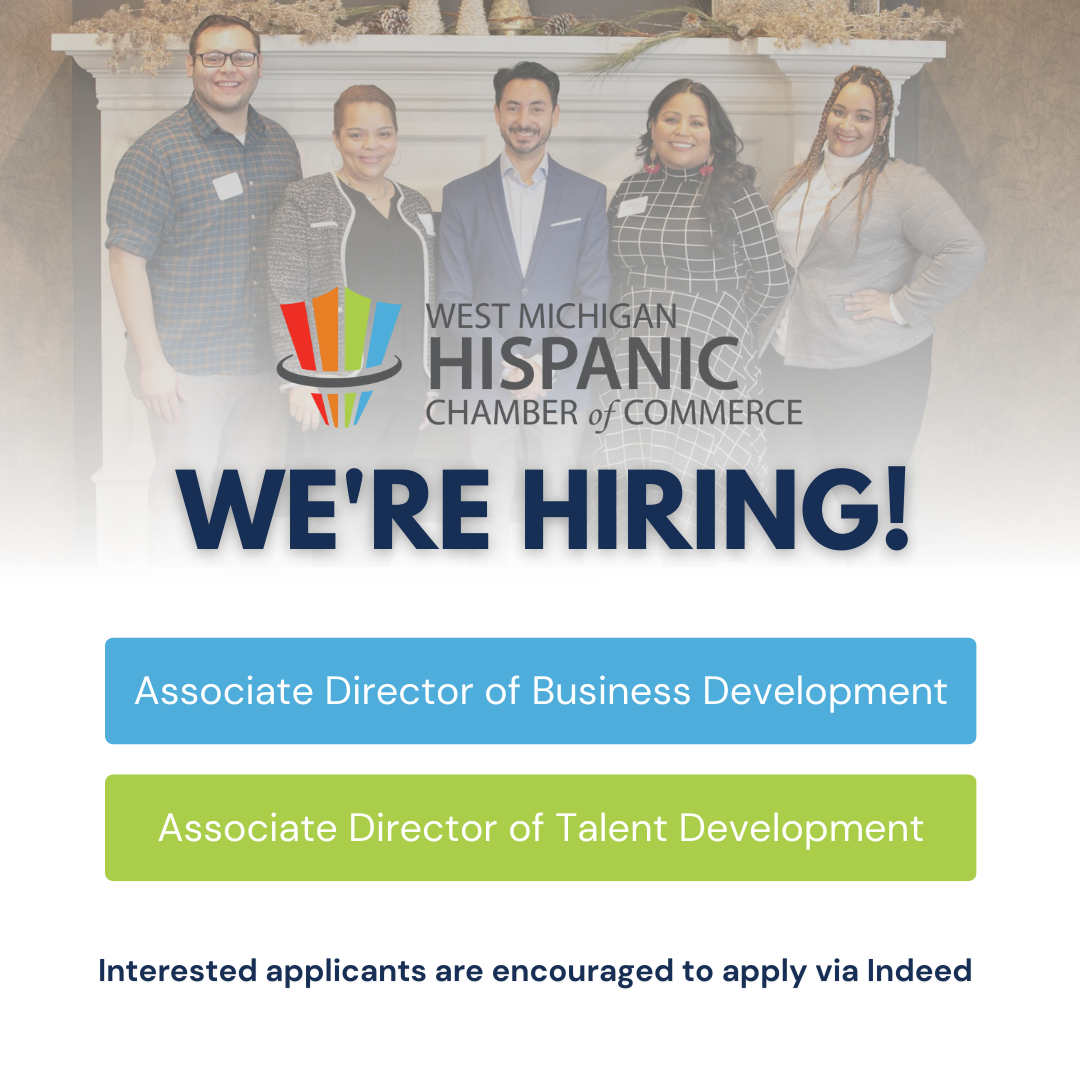 WEST MICHIGAN
HISPANIC
CHAMBER of COMMERCE
WE'RE HIRING!
Associate Director of Business Development
Associate Director of Talent Development
Interested applicants are encouraged to apply via Indeed